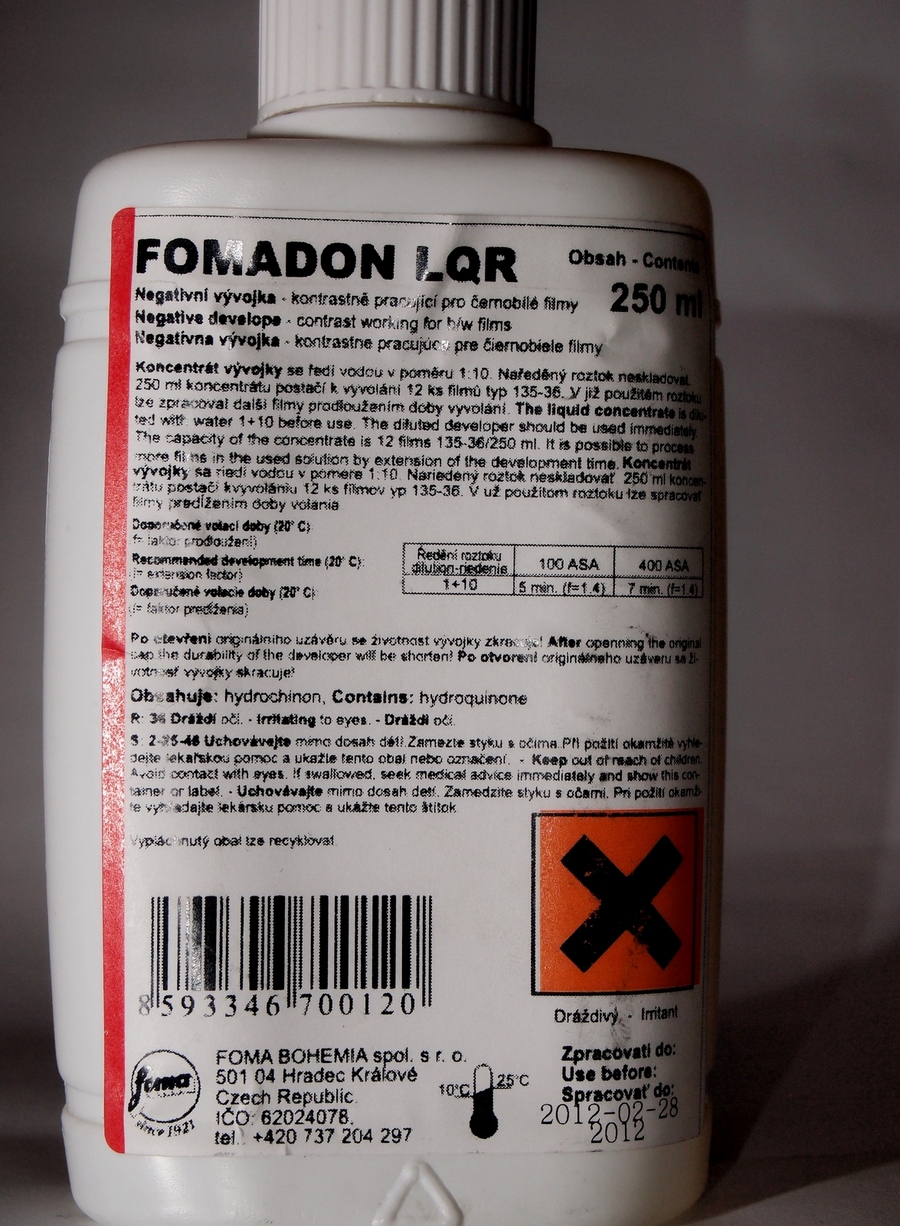 FOMADON LQR
Obsah - Contents
250 ml
Negativní vývojka - kontrastně pracující pro černobílé filmy
Negative develope - contrast working for b/w films
Negatívna vývojka - kontrastne pracujúca pre čiernobiele filmy
Koncentrát vývojky se ředí vodou v poměru 1:10. Naředěný roztok neskladovat.
250 ml koncentrátu postačí k vyvolání 12 ks filmů typ 135-36. V již použitém roztoku
lze zpracovat další filmy prodloužením doby vyvolání. The liquid concentrate is dilu-
ted with water 1+10 before use. The diluted developer should be used immediately.
The capacity of the concentrate is 12 films 135-36/250 ml. It is possible to process
more films in the used solution by extension of the development time. Koncentrát
vývojky sa riedi vodou v pomere 1:10. Nariedený roztok neskladovať. 250 ml koncen-
trátu postačí kvyvolániu 12 ks filmov yp 135-36. V už použitom roztoku lze spracovať
filmy predĺžením doby volania
Doporučené volací doby (20° C):
(f= faktor prodloužení)
Recommended development time (20° C):
(f= extension factor)
Doporučené volacie doby (20° C):
(f= faktor predĺženia)
Ředění roztoku
dilution-riedenie
100 ASA
400 ASA
1+10
5 min. (f=1.4)
7 min. (f=1.4)
Po otevření originálního uzávěru se životnost vývojky zkracuje! After openning the original
cap the durability of the developer will be shorten! Po otvorení originálneho uzáveru sa ži-
votnosť vývojky skracuje!
Obsahuje: hydrochinon, Contains: hydroquinone
R: 36 Dráždí oči. - Irritating to eyes. - Dráždi oči.
S: 2-25-46 Uchovávejte mimo dosah dětí. Zamezte styku s očima. Při požití okamžitě vyhle-
dejte lékařskou pomoc a ukažte tento obal nebo označení. - Keep out of reach of children.
Avoid contact with eyes. If swallowed, seek medical advice immediately and show this con-
tainer or label. - Uchovávajte mimo dosah detí. Zamedzite styku s očami. Pri požití okamži-
te vyhľadajte lekársku pomoc a ukážte tento štítok.
Vypláchnutý obal lze recyklovat.
8 593346 700120
Dráždivý - Irritant
foma
since 1921
FOMA BOHEMIA spol. s r. o.
501 04 Hradec Králové
Czech Republic
IČO: 62024078,
tel.: +420 737 204 297
10°C
25°C
Zpracovati do:
Use before:
Spracovať do:
2012-02-28
2012